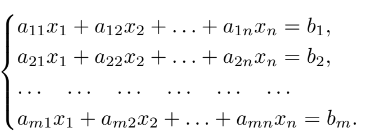 a₁₁x₁ + a₁₂x₂ + … + a₁ₙxₙ = b₁,
a₂₁x₁ + a₂₂x₂ + … + a₂ₙxₙ = b₂,
… … … … … …
aₘ₁x₁ + aₘ₂x₂ + … + aₘₙxₙ = bₘ.